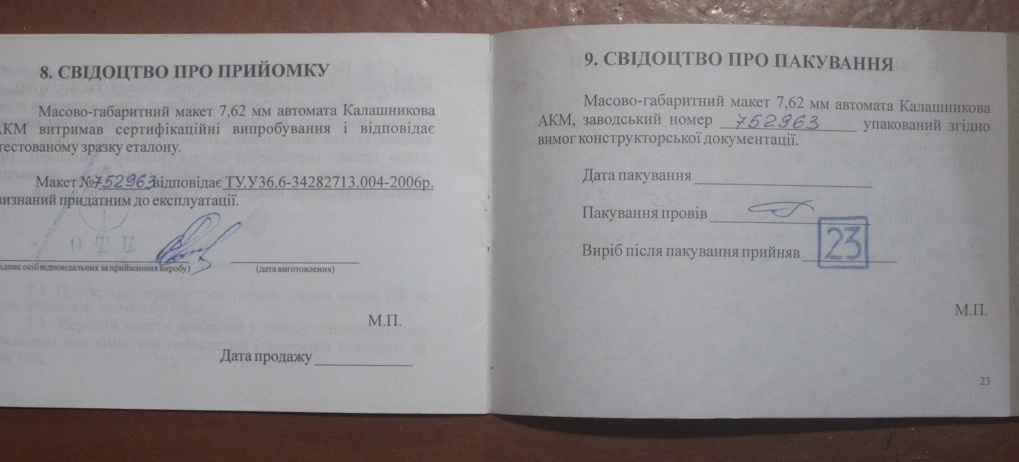 8. СВІДОЦТВО ПРО ПРИЙОМКУ
Масово-габаритний макет 7,62 мм автомата Калашникова
АКМ витримав сертифікаційні випробування і відповідає
тестованому зразку еталону.
Макет № 752963 відповідає ТУ.У36.6-34282713.004-2006р.
визнаний придатним до експлуатації.
О Т К
підпис осіб відповідальних за приймання виробу)
(дата виготовлення)
М.П.
Дата продажу
9. СВІДОЦТВО ПРО ПАКУВАННЯ
Масово-габаритний макет 7,62 мм автомата Калашникова
АКМ, заводський номер 752963 упакований згідно
вимог конструкторської документації.
Дата пакування
Пакування провів
Виріб після пакування прийняв 23
М.П.
23